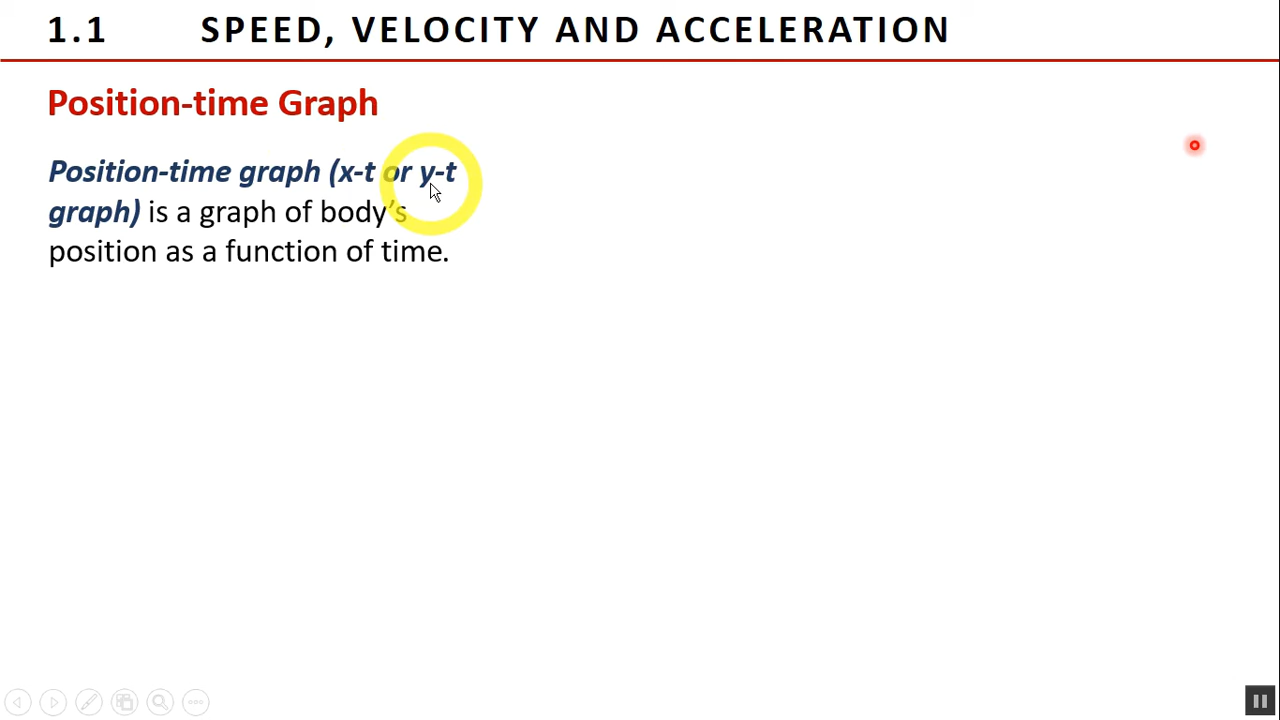 1.1 SPEED, VELOCITY AND ACCELERATION
Position-time Graph
Position-time graph (x-t or y-t
graph) is a graph of body's
position as a function of time.